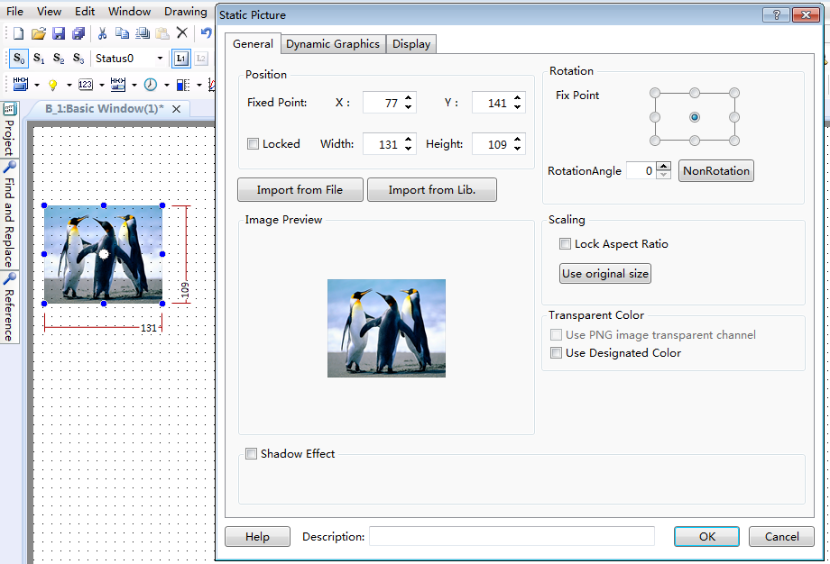 File View Edit Window Drawing
Static Picture
S0 S1 S2 S3 Status0 L1 L2
123
B_1:Basic Window(1)* X
Project
Find and Replace
Reference
109
131
General Dynamic Graphics Display
Position
Fixed Point: X : 77 Y : 141
Locked Width: 131 Height: 109
Import from File Import from Lib.
Image Preview
Rotation
Fix Point
RotationAngle 0 NonRotation
Scaling
Lock Aspect Ratio
Use original size
Transparent Color
Use PNG image transparent channel
Use Designated Color
Shadow Effect
Help Description: OK Cancel